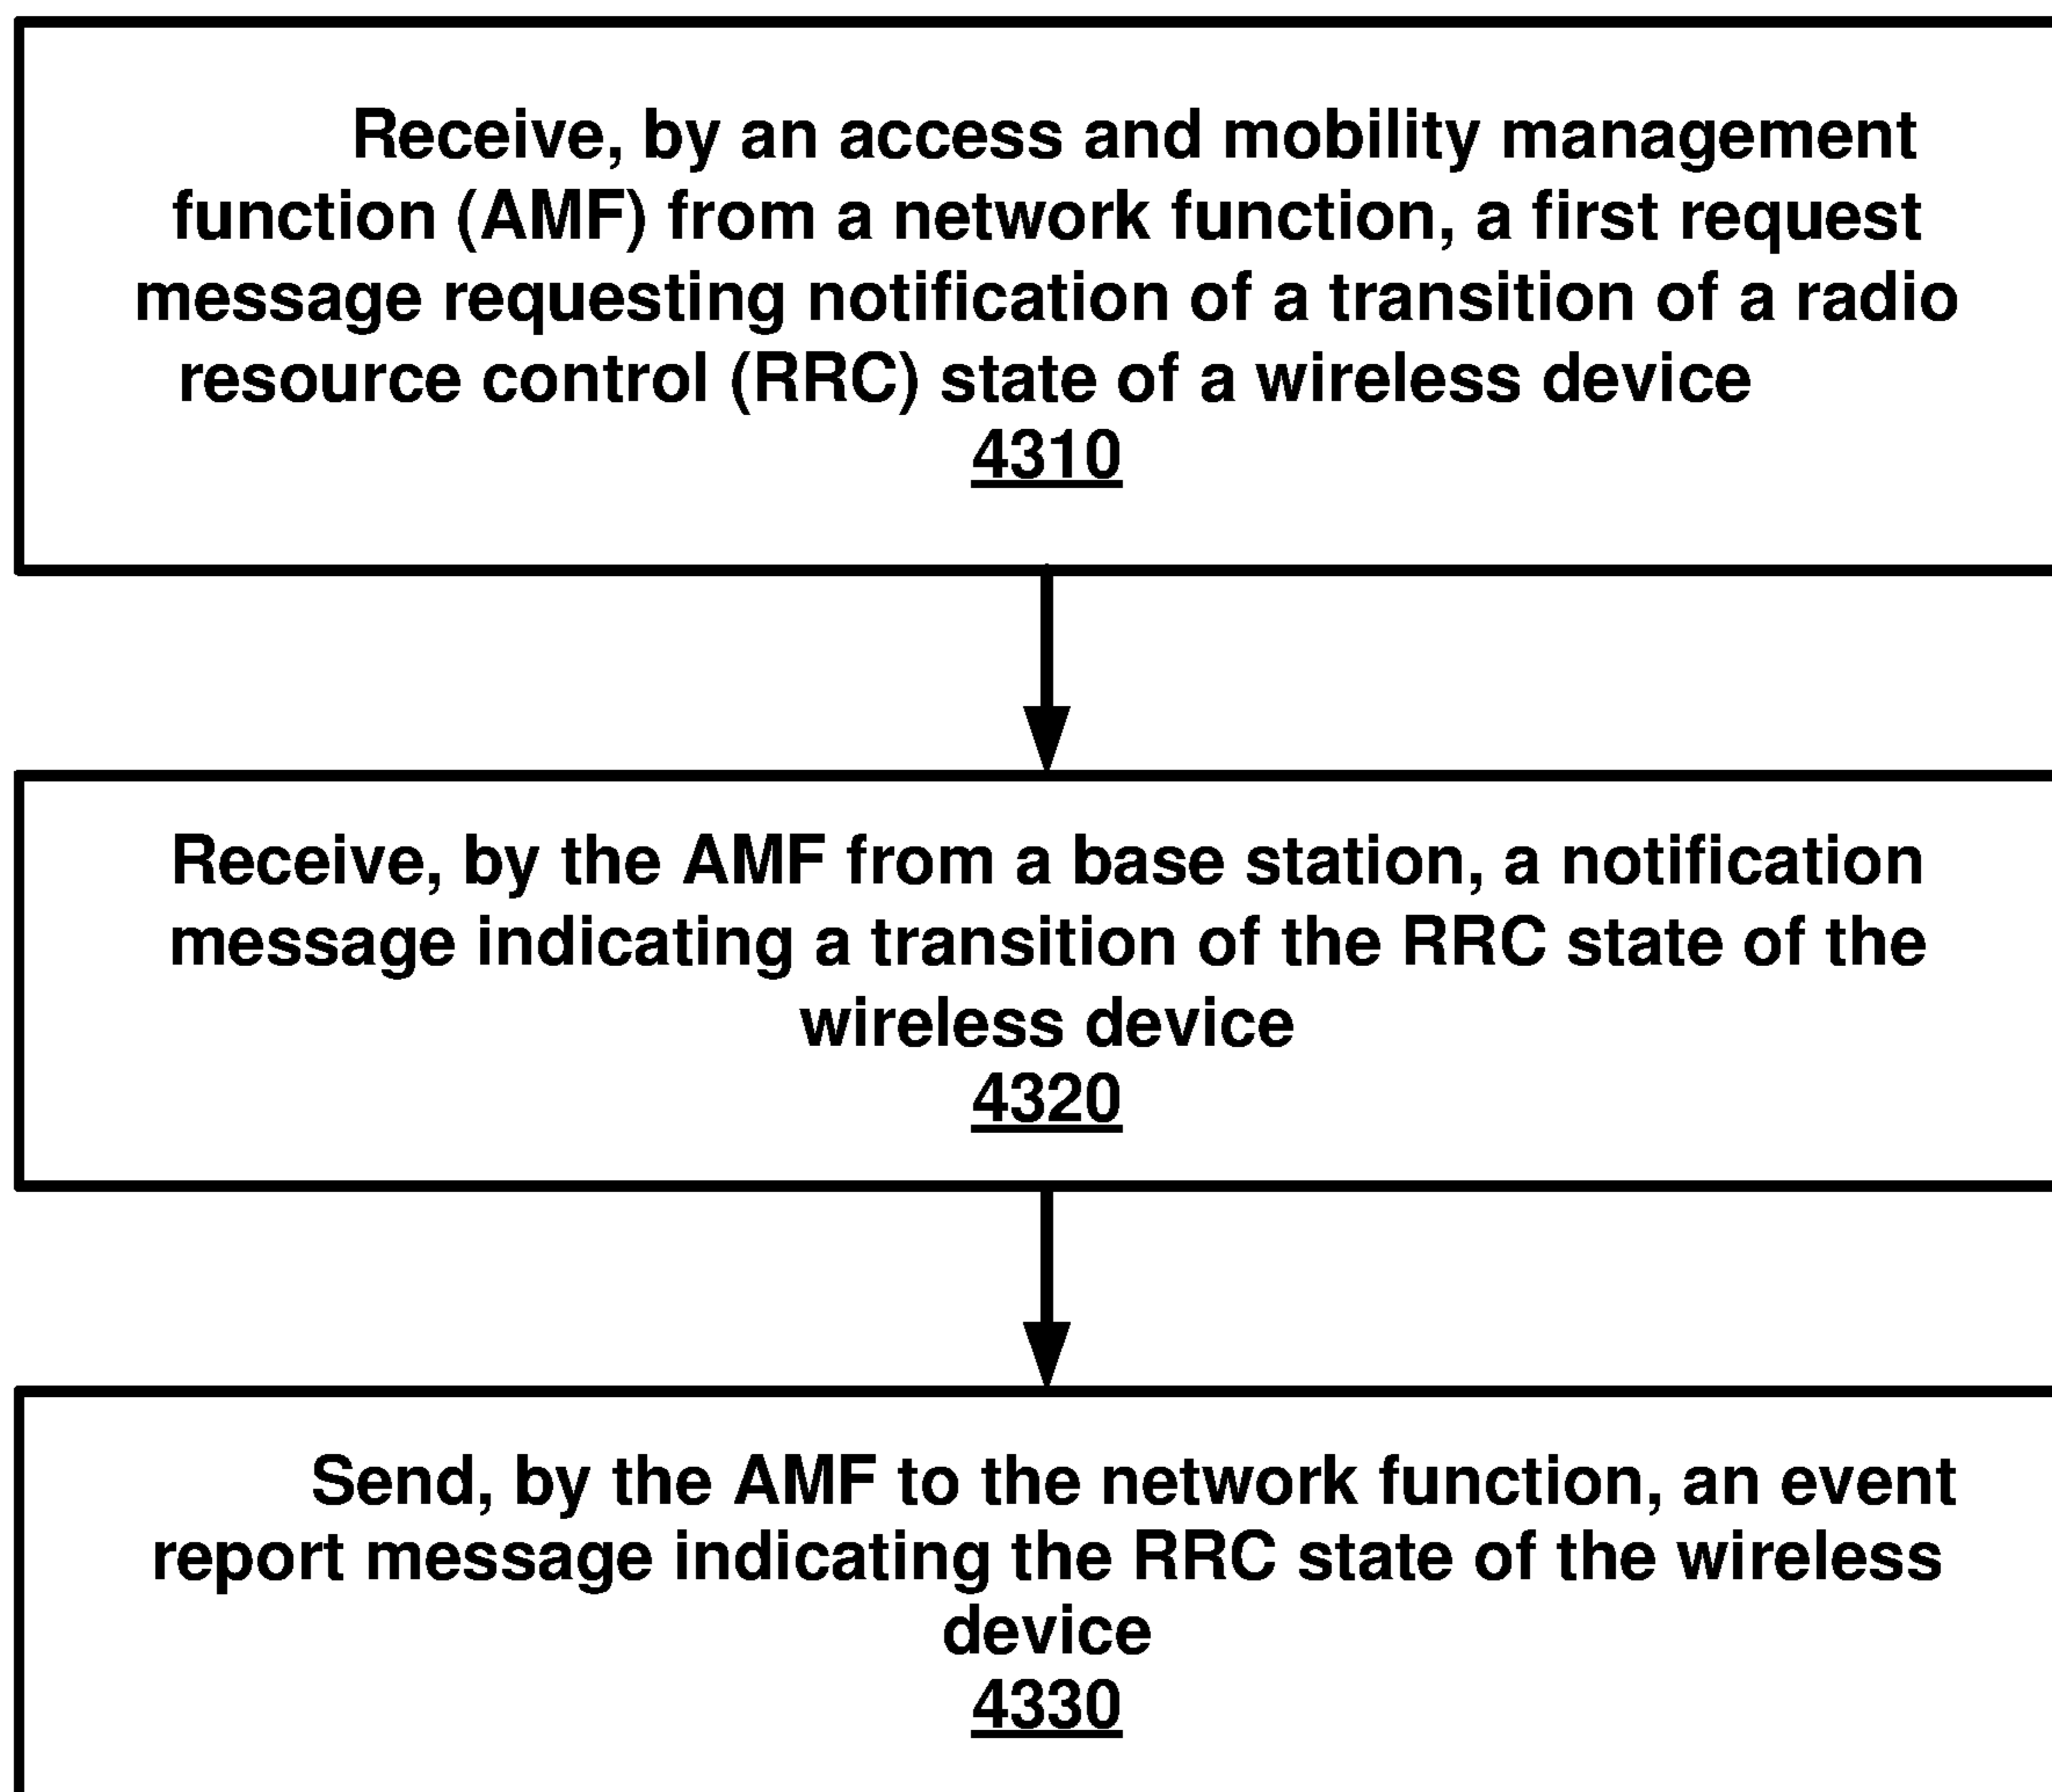 Receive, by an access and mobility management
function (AMF) from a network function, a first request
message requesting notification of a transition of a radio
resource control (RRC) state of a wireless device
4310
Receive, by the AMF from a base station, a notification
message indicating a transition of the RRC state of the
wireless device
4320
Send, by the AMF to the network function, an event
report message indicating the RRC state of the wireless
device
4330